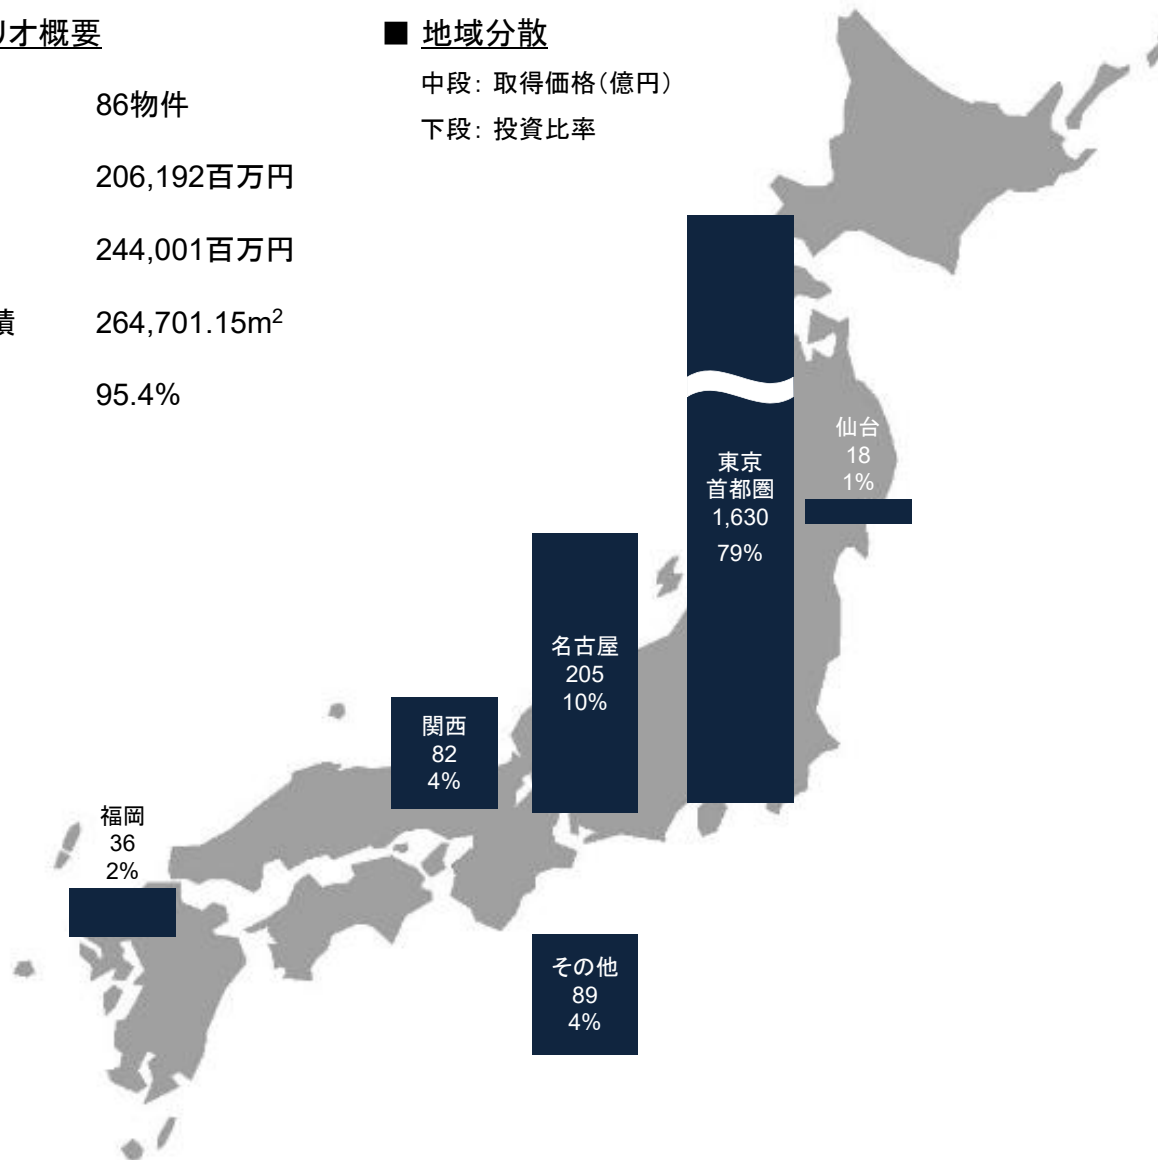 リオ概要
86物件
206,192百万円
244,001百万円
積 264,701.15m²
95.4%
■ 地域分散
中段: 取得価格(億円)
下段: 投資比率
仙台
18
1%
東京
首都圏
1,630
79%
名古屋
205
10%
関西
82
4%
福岡
36
2%
その他
89
4%